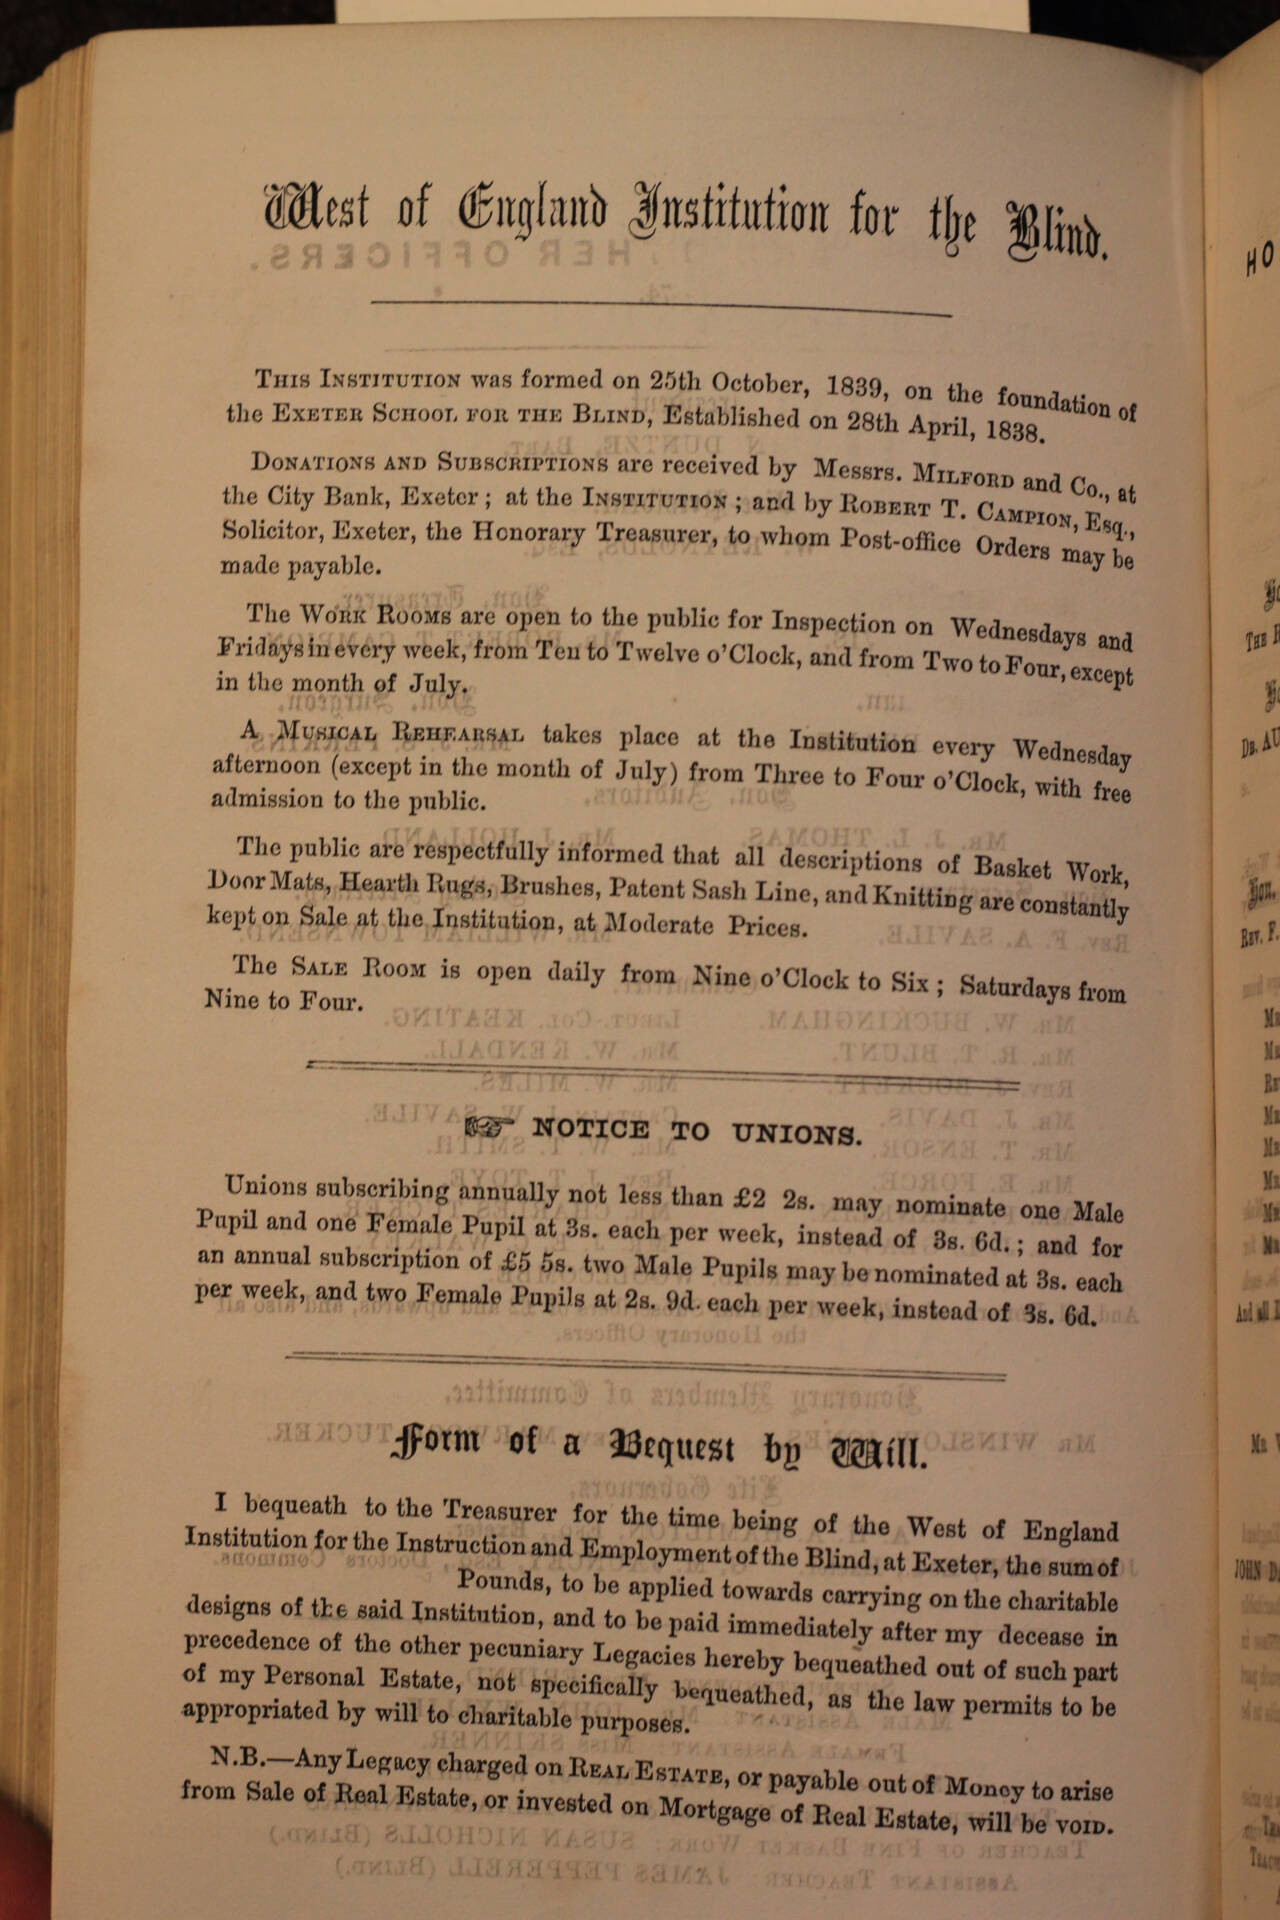 West of England Institution for the Blind.
THIS INSTITUTION was formed on 25th October, 1839, on the foundation of
the EXETER SCHOOL FOR THE BLIND, Established on 28th April, 1838.
DONATIONS AND SUBSCRIPTIONS are received by Messrs. MILFORD and Co., at
the City Bank, Exeter; at the INSTITUTION; and by ROBERT T. CAMPION, Esq.,
Solicitor, Exeter, the Honorary Treasurer, to whom Post-office Orders may be
made payable.
The WORK ROOMS are open to the public for Inspection on Wednesdays and
Fridays in every week, from Ten to Twelve o'Clock, and from Two to Four, except
in the month of July.
A MUSICAL REHEARSAL takes place at the Institution every Wednesday
afternoon (except in the month of July) from Three to Four o'Clock, with free
admission to the public.
The public are respectfully informed that all descriptions of Basket Work,
Door Mats, Hearth Rugs, Brushes, Patent Sash Line, and Knitting are constantly
kept on Sale at the Institution, at Moderate Prices.
The SALE ROOM is open daily from Nine o'Clock to Six; Saturdays from
Nine to Four.
☞ NOTICE TO UNIONS.
Unions subscribing annually not less than £2 2s. may nominate one Male
Pupil and one Female Pupil at 3s. each per week, instead of 3s. 6d.; and for
an annual subscription of £5 5s. two Male Pupils may be nominated at 3s. each
per week, and two Female Pupils at 2s. 9d. each per week, instead of 3s. 6d.
Form of a Bequest by Will.
I bequeath to the Treasurer for the time being of the West of England
Institution for the Instruction and Employment of the Blind, at Exeter, the sum of
Pounds, to be applied towards carrying on the charitable
designs of the said Institution, and to be paid immediately after my decease in
precedence of the other pecuniary Legacies hereby bequeathed out of such part
of my Personal Estate, not specifically bequeathed, as the law permits to be
appropriated by will to charitable purposes.
N.B.—Any Legacy charged on REAL ESTATE, or payable out of Money to arise
from Sale of Real Estate, or invested on Mortgage of Real Estate, will be VOID.